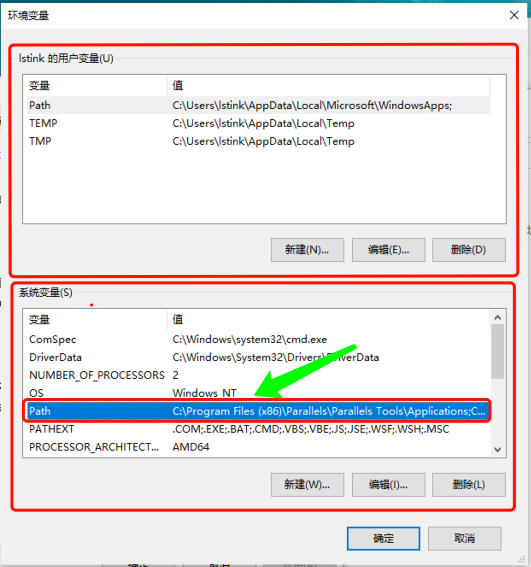 环境变量
lstink 的用户变量(U)
变量 值
Path C:\Users\lstink\AppData\Local\Microsoft\WindowsApps;
TEMP C:\Users\lstink\AppData\Local\Temp
TMP C:\Users\lstink\AppData\Local\Temp
新建(N)... 编辑(E)... 删除(D)
系统变量(S)
变量 值
ComSpec C:\Windows\system32\cmd.exe
DriverData C:\Windows\System32\Drivers\DriverData
NUMBER_OF_PROCESSORS 2
OS Windows_NT
Path C:\Program Files (x86)\Parallels\Parallels Tools\Applications;C...
PATHEXT .COM;.EXE;.BAT;.CMD;.VBS;.VBE;.JS;.JSE;.WSF;.WSH;.MSC
PROCESSOR_ARCHITECT... AMD64
新建(W)... 编辑(I)... 删除(L)
确定 取消